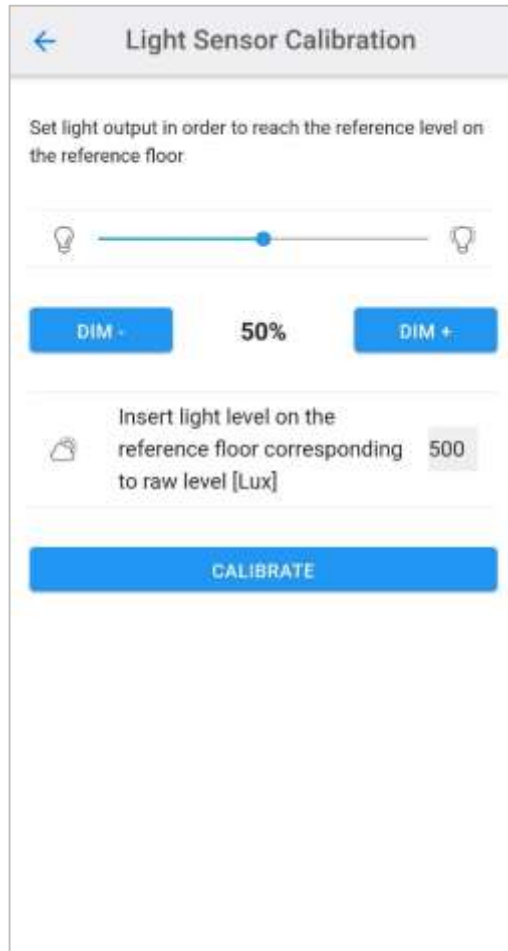 Light Sensor Calibration
Set light output in order to reach the reference level on
the reference floor
DIM - 50% DIM +
Insert light level on the
reference floor corresponding 500
to raw level [Lux]
CALIBRATE